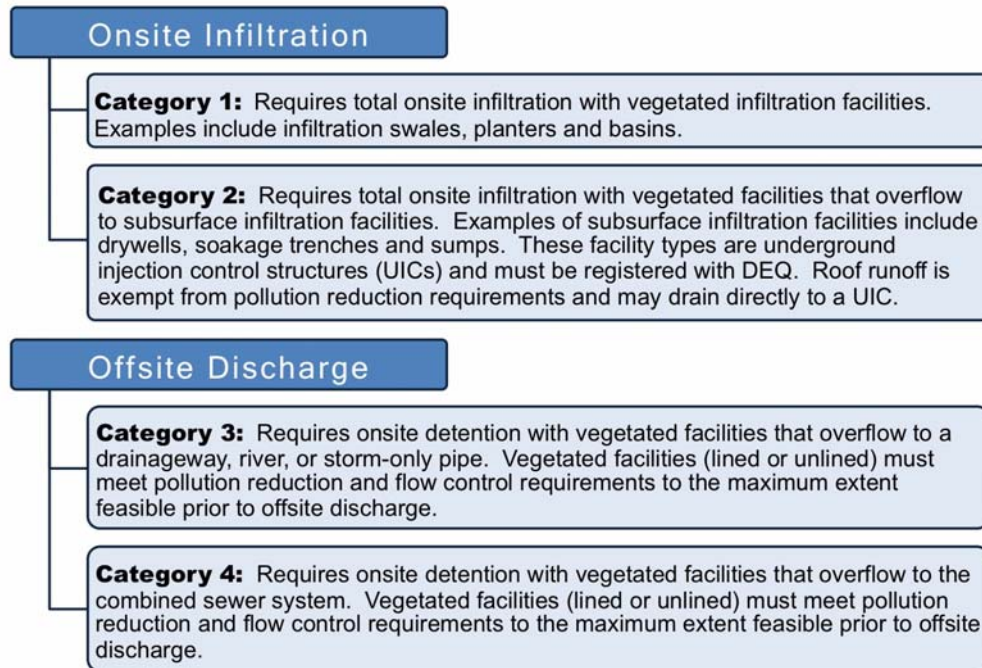 Onsite Infiltration
Category 1: Requires total onsite infiltration with vegetated infiltration facilities.
Examples include infiltration swales, planters and basins.
Category 2: Requires total onsite infiltration with vegetated facilities that overflow
to subsurface infiltration facilities. Examples of subsurface infiltration facilities include
drywells, soakage trenches and sumps. These facility types are underground
injection control structures (UICs) and must be registered with DEQ. Roof runoff is
exempt from pollution reduction requirements and may drain directly to a UIC.
Offsite Discharge
Category 3: Requires onsite detention with vegetated facilities that overflow to a
drainageway, river, or storm-only pipe. Vegetated facilities (lined or unlined) must
meet pollution reduction and flow control requirements to the maximum extent
feasible prior to offsite discharge.
Category 4: Requires onsite detention with vegetated facilities that overflow to the
combined sewer system. Vegetated facilities (lined or unlined) must meet pollution
reduction and flow control requirements to the maximum extent feasible prior to offsite
discharge.